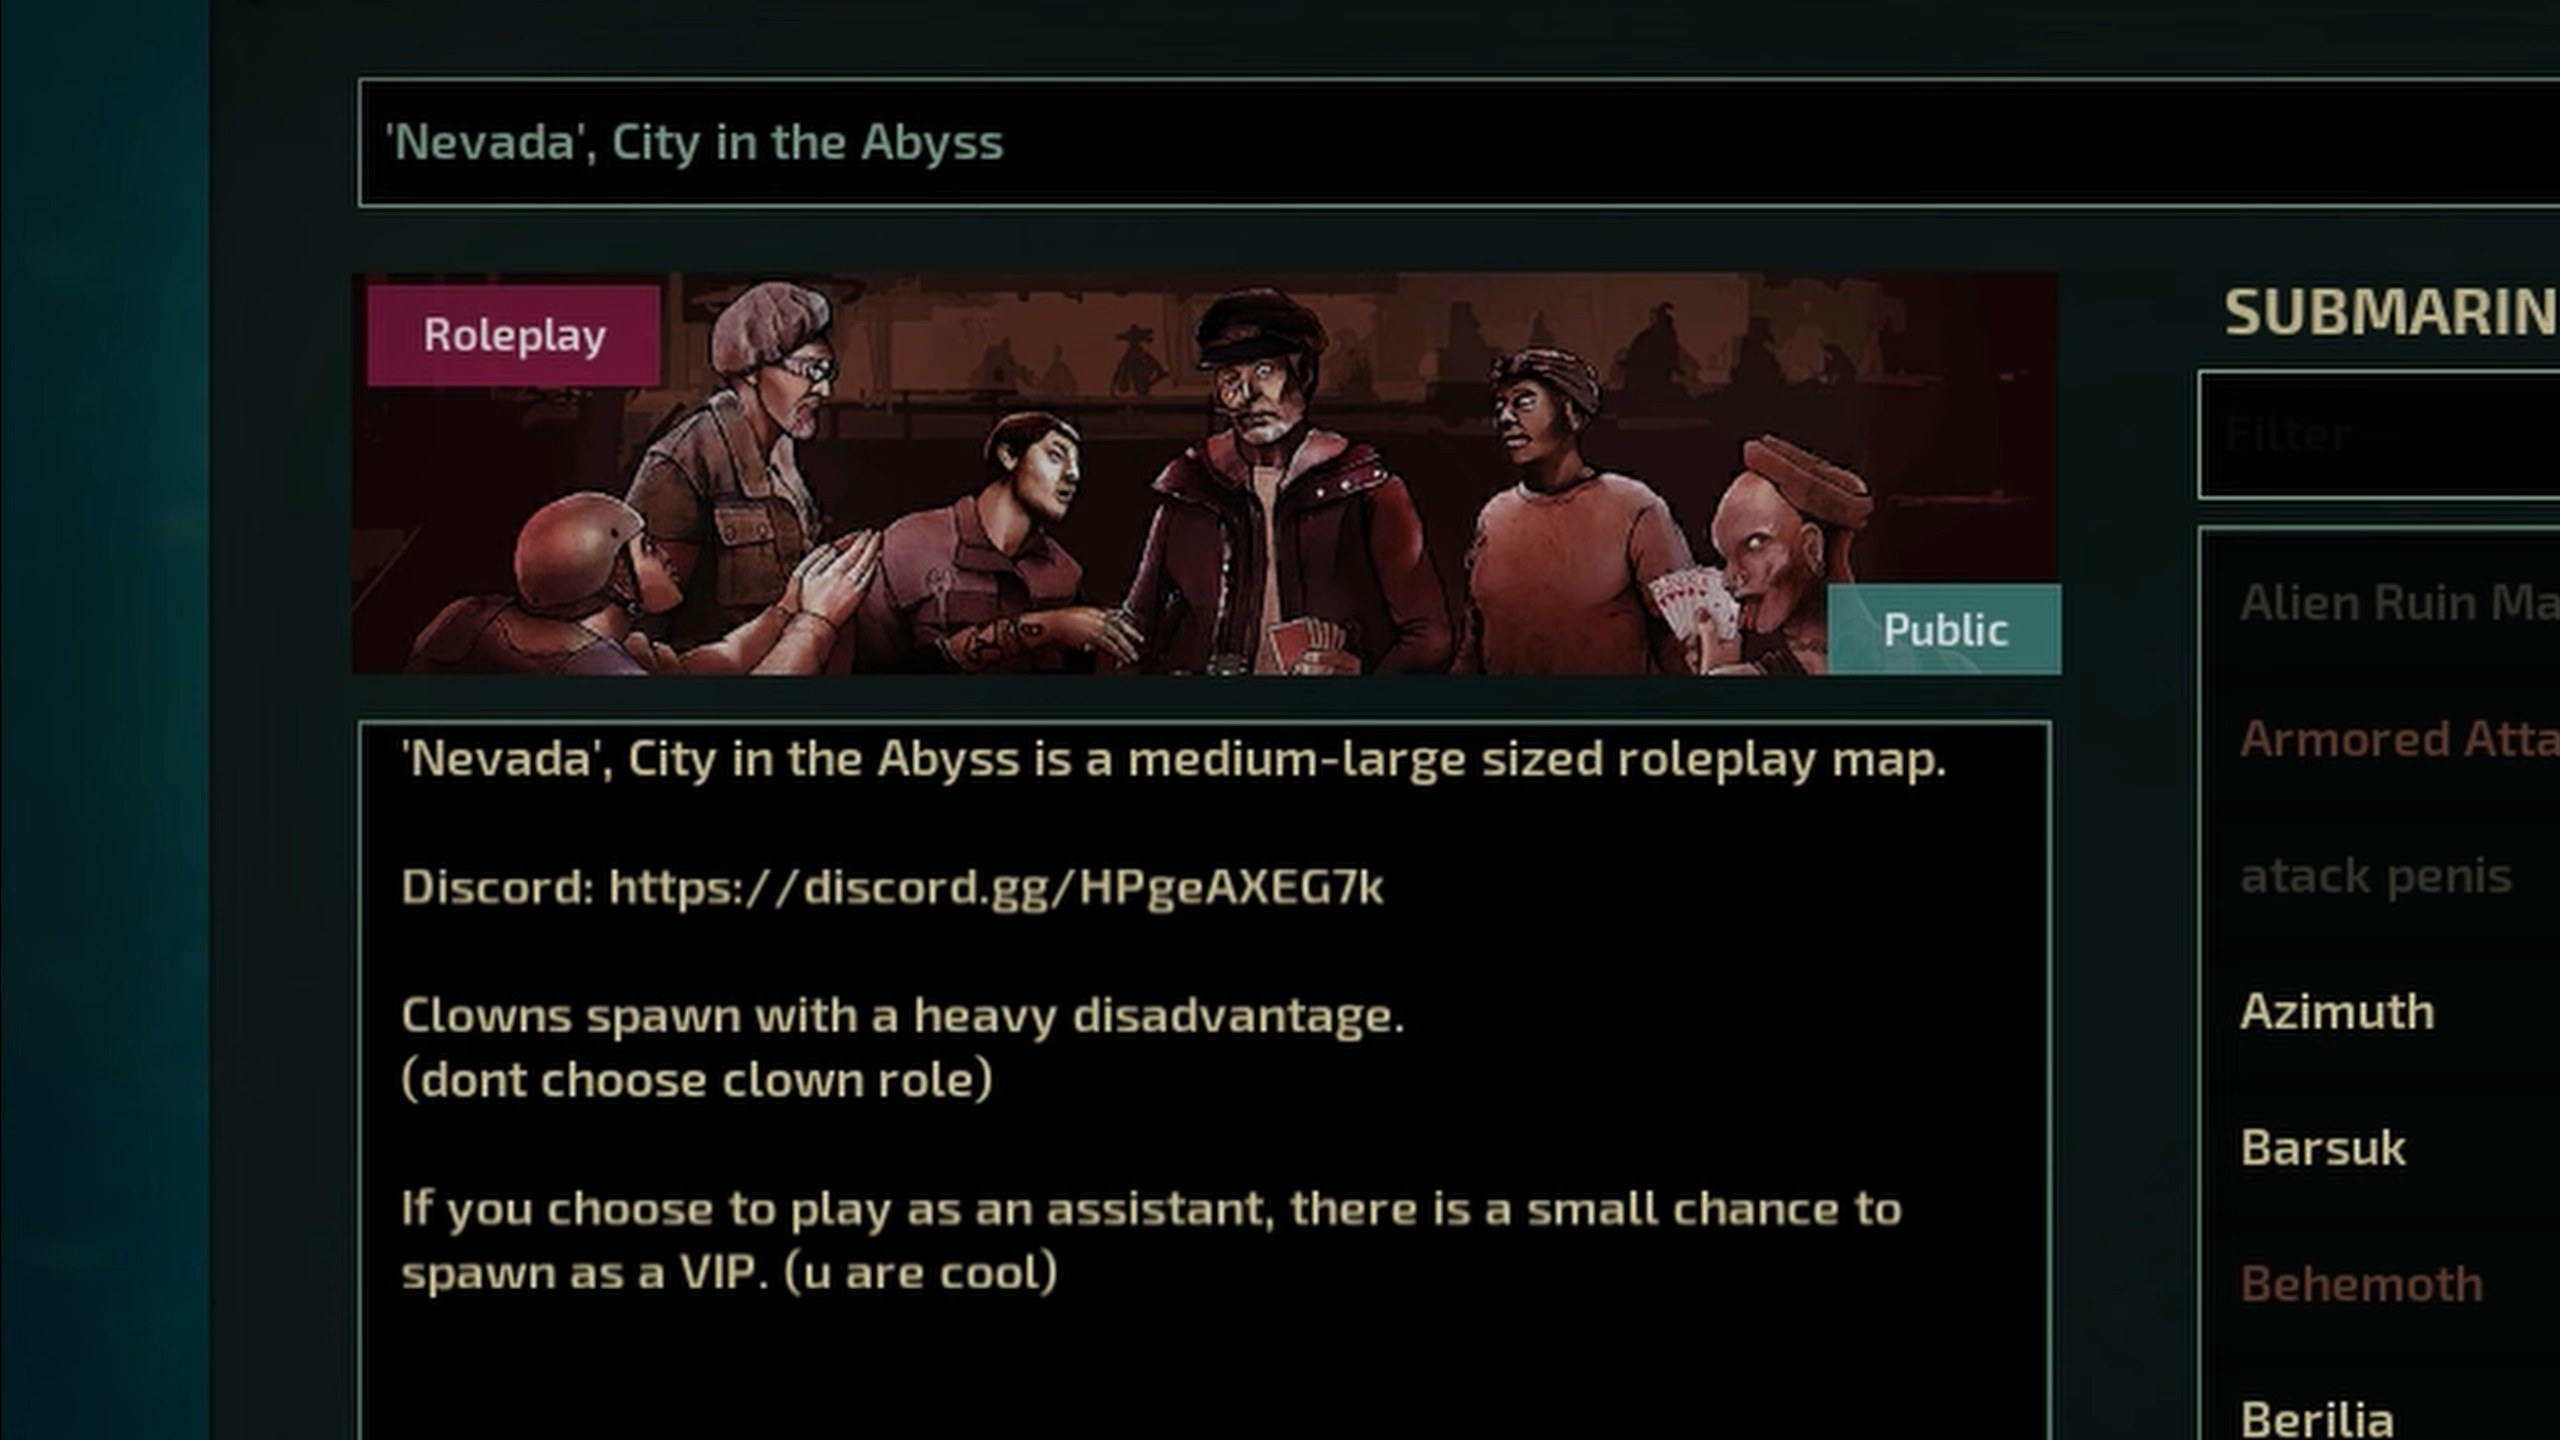 'Nevada', City in the Abyss
Roleplay
Public
'Nevada', City in the Abyss is a medium-large sized roleplay map.
Discord: https://discord.gg/HPgeAXEG7k
Clowns spawn with a heavy disadvantage.
(dont choose clown role)
If you choose to play as an assistant, there is a small chance to
spawn as a VIP. (u are cool)
SUBMARIN
Filter
Alien Ruin Ma
Armored Atta
atack penis
Azimuth
Barsuk
Behemoth
Berilia